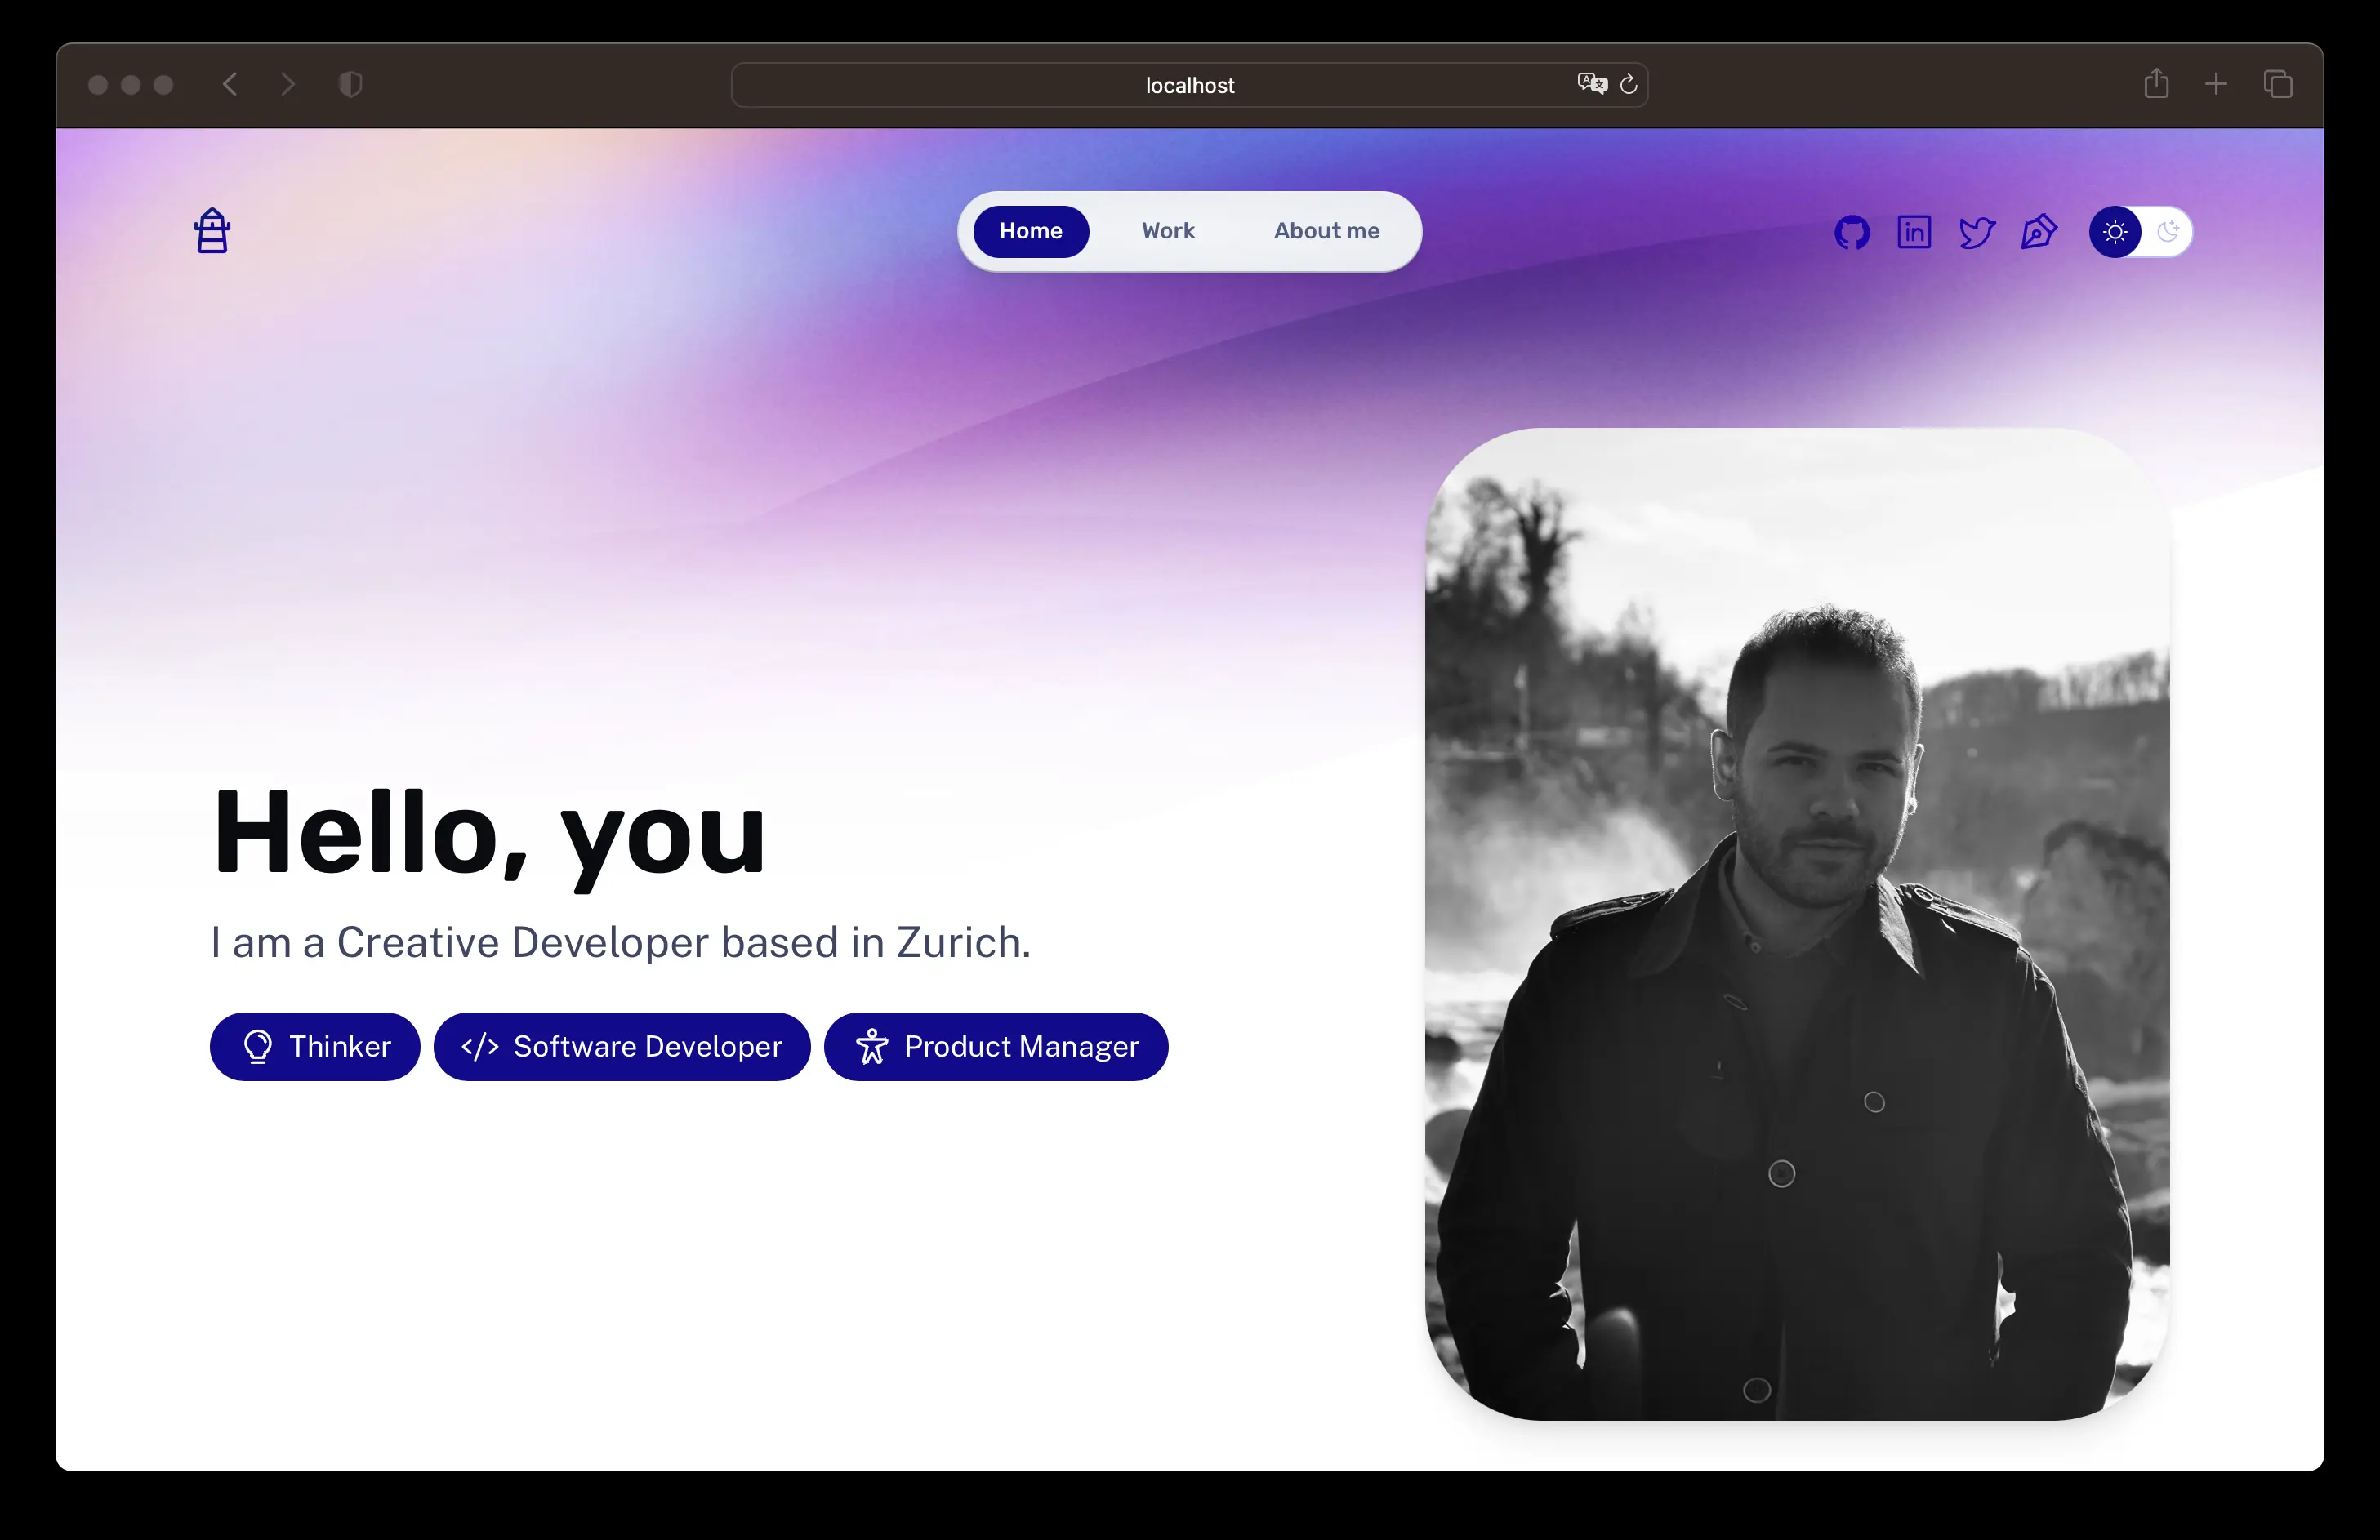 localhost
Home Work About me
Hello, you
I am a Creative Developer based in Zurich.
Thinker Software Developer Product Manager